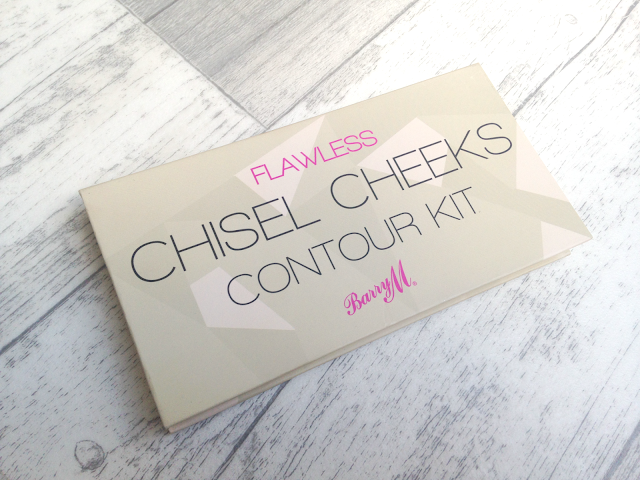 FLAWLESS
CHISEL CHEEKS
CONTOUR KIT
Barry M®